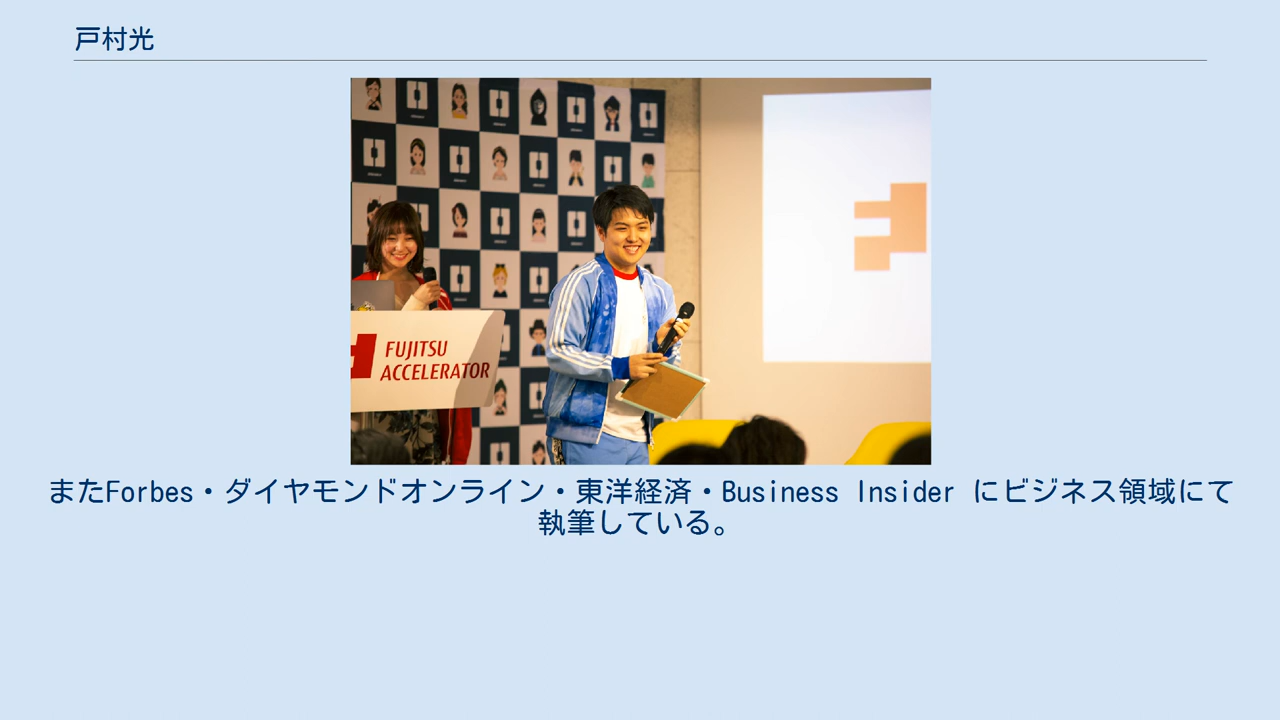 戸村光
FUJITSU
ACCELERATOR
またForbes・ダイヤモンドオンライン・東洋経済・Business Insider にビジネス領域にて
執筆している。